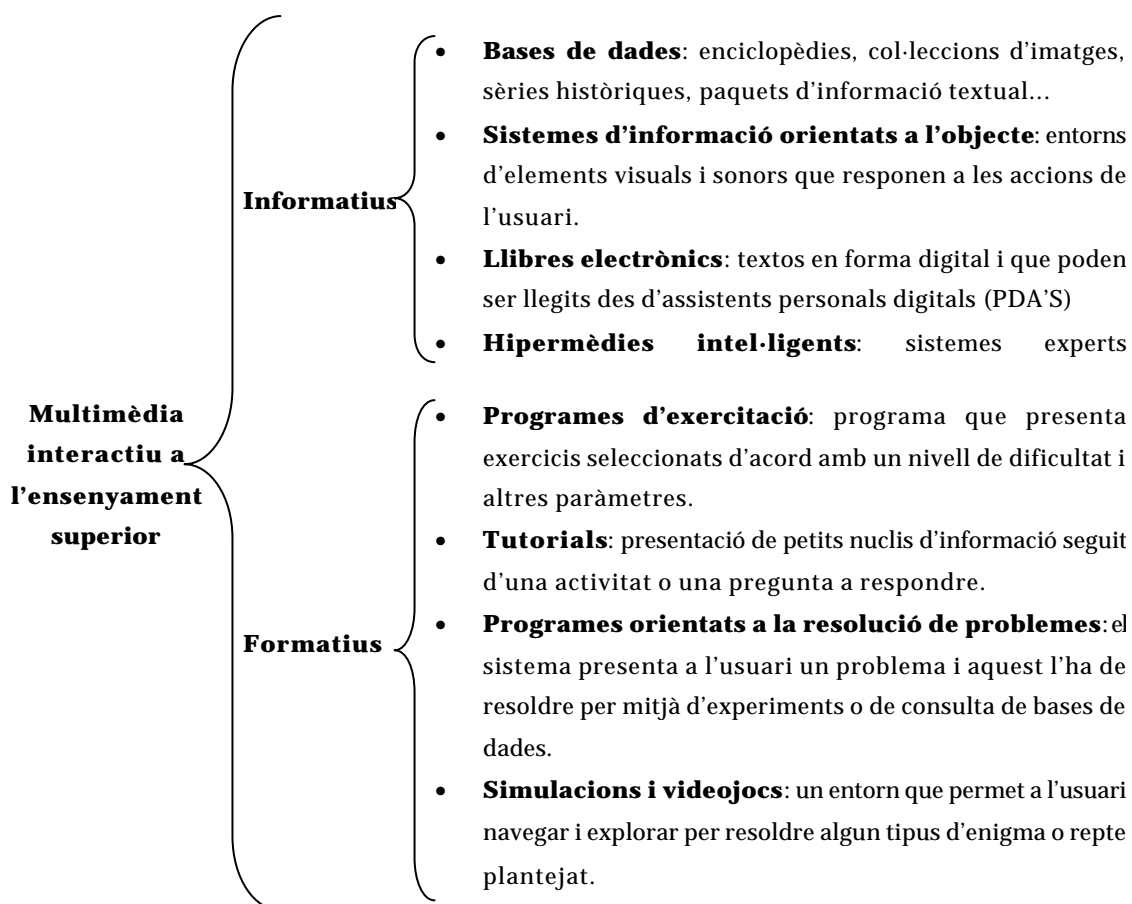 Multimèdia
interactiu a
l'ensenyament
superior
Informatius
• Bases de dades: enciclopèdies, col·leccions d'imatges,
sèries històriques, paquets d'informació textual...
• Sistemes d'informació orientats a l'objecte: entorns
d'elements visuals i sonors que responen a les accions de
l'usuari.
• Llibres electrònics: textos en forma digital i que poden
ser llegits des d'assistents personals digitals (PDA'S)
• Hipermèdies intel·ligents: sistemes experts
Formatius
• Programes d'exercitació: programa que presenta
exercicis seleccionats d'acord amb un nivell de dificultat i
altres paràmetres.
• Tutorials: presentació de petits nuclis d'informació seguit
d'una activitat o una pregunta a respondre.
• Programes orientats a la resolució de problemes: el
sistema presenta a l'usuari un problema i aquest l'ha de
resoldre per mitjà d'experiments o de consulta de bases de
dades.
• Simulacions i videojocs: un entorn que permet a l'usuari
navegar i explorar per resoldre algun tipus d'enigma o repte
plantejat.